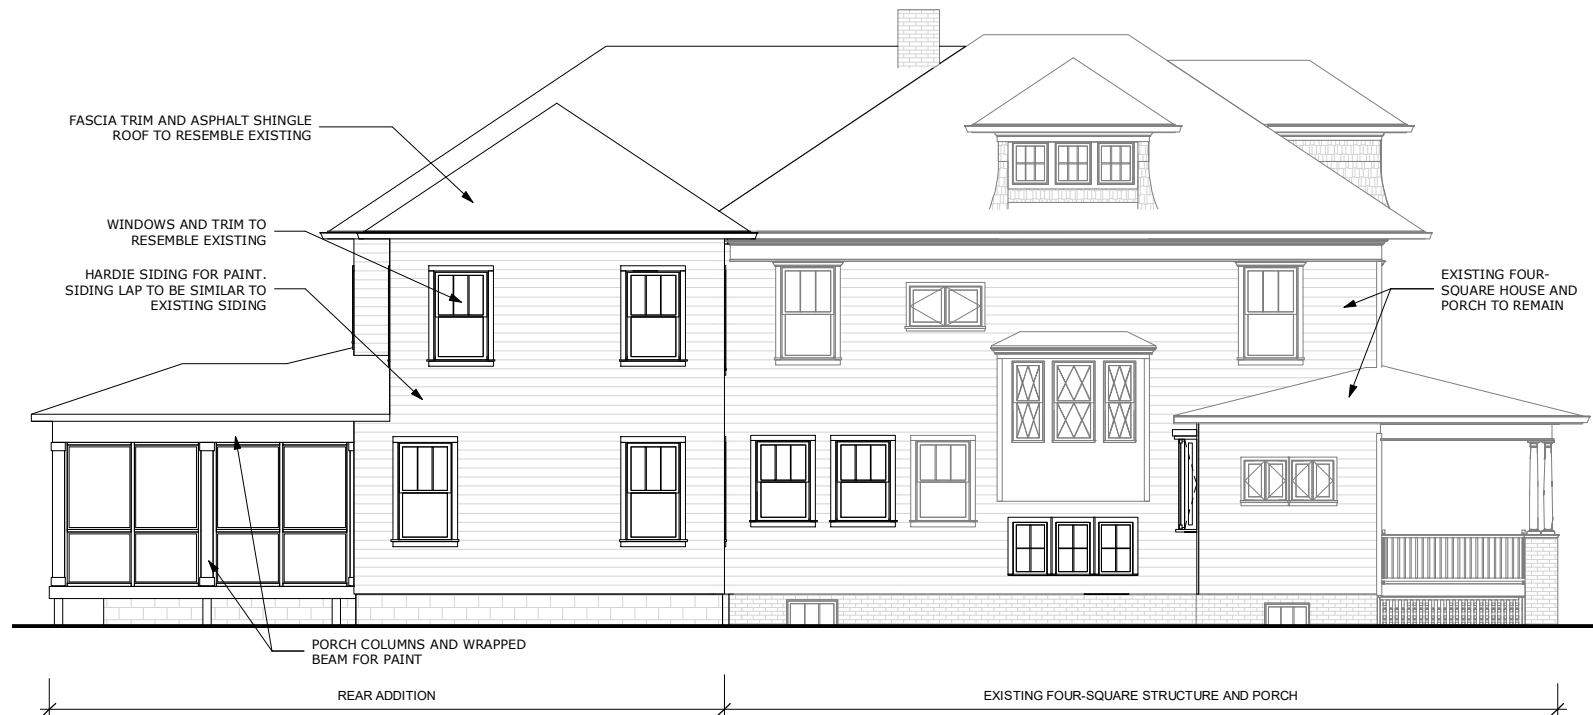 FASCIA TRIM AND ASPHALT SHINGLE
ROOF TO RESEMBLE EXISTING
WINDOWS AND TRIM TO
RESEMBLE EXISTING
HARDIE SIDING FOR PAINT.
SIDING LAP TO BE SIMILAR TO
EXISTING SIDING
EXISTING FOUR-
SQUARE HOUSE AND
PORCH TO REMAIN
PORCH COLUMNS AND WRAPPED
BEAM FOR PAINT
REAR ADDITION
EXISTING FOUR-SQUARE STRUCTURE AND PORCH